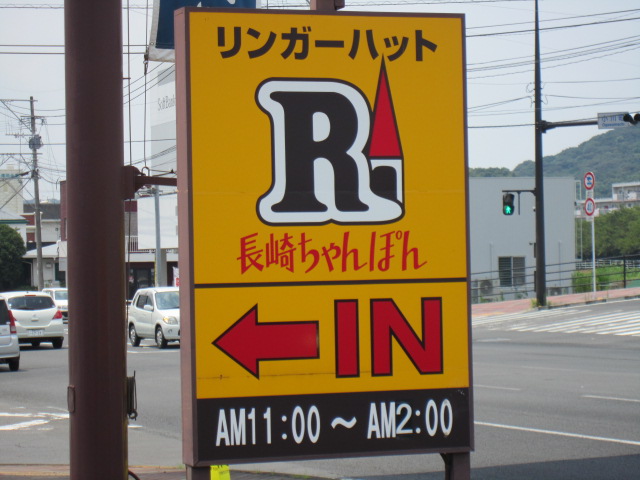 リンガーハット
R
長崎ちゃんぽん
IN
AM11:00～AM2:00